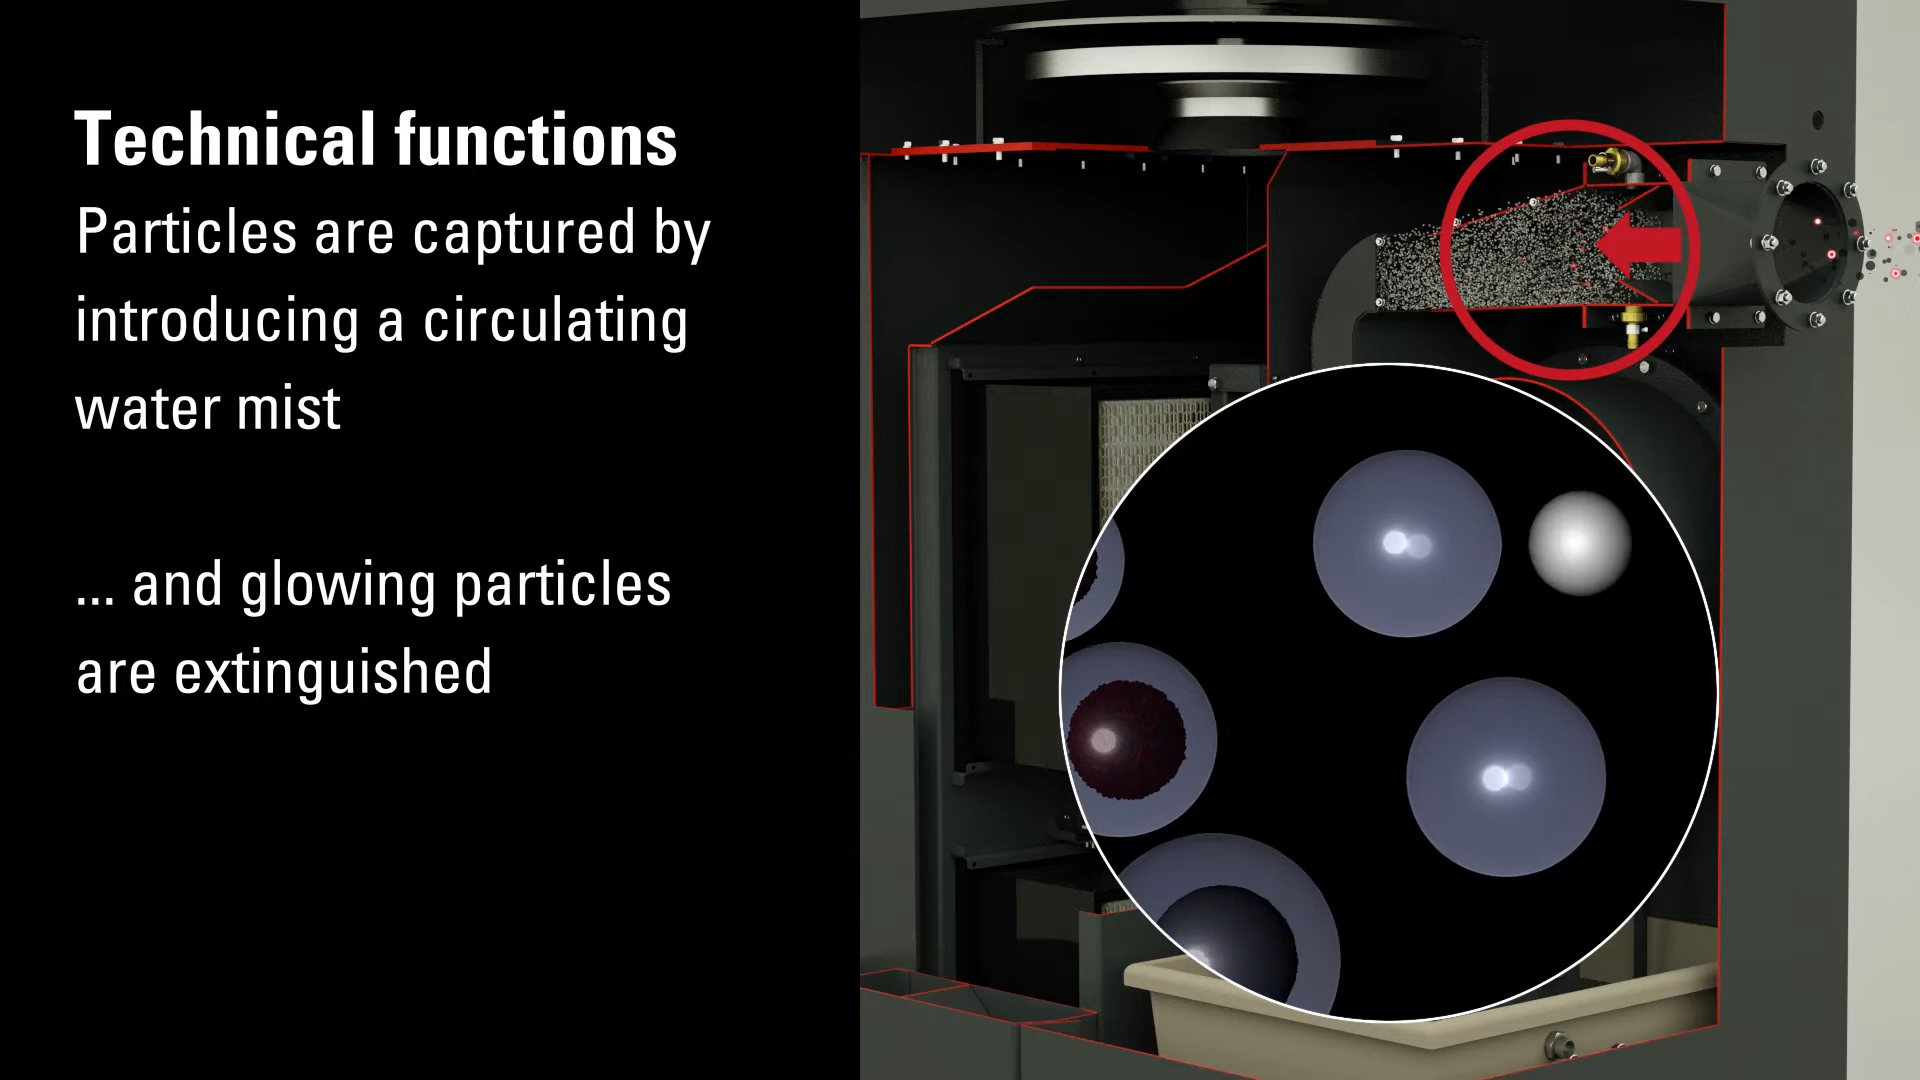 Technical functions
Particles are captured by
introducing a circulating
water mist
... and glowing particles
are extinguished